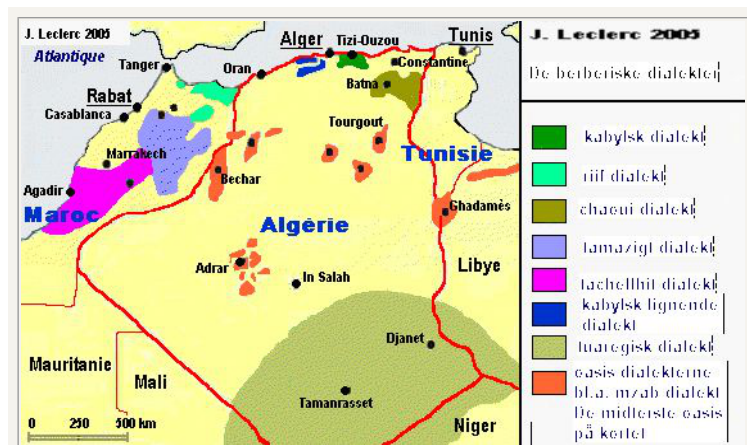 J. Leclerc 2005
Atlantique
Tanger
Oran
Alger
Tizi-Ouzou
Tunis
Constantine
Batna
Rabat
Casablanca
Marrakech
Agadir
Maroc
Bechar
Tourgout
Tunisie
Ghadamès
Algérie
Adrar
In Salah
Libye
Djanet
Mauritanie
Mali
Tamanrasset
Niger
0 250 500 km
J. Leclerc 2005
De berberiske dialekter
kabylsk dialekt
riif dialekt
chaoui dialekt
tamazigt dialekt
tachellhit dialekt
kabylsk lignende
dialekt
tuaregisk dialekt
oasis dialekterne
bl.a. m/ab dialekt
De midterste oasis
på kortet